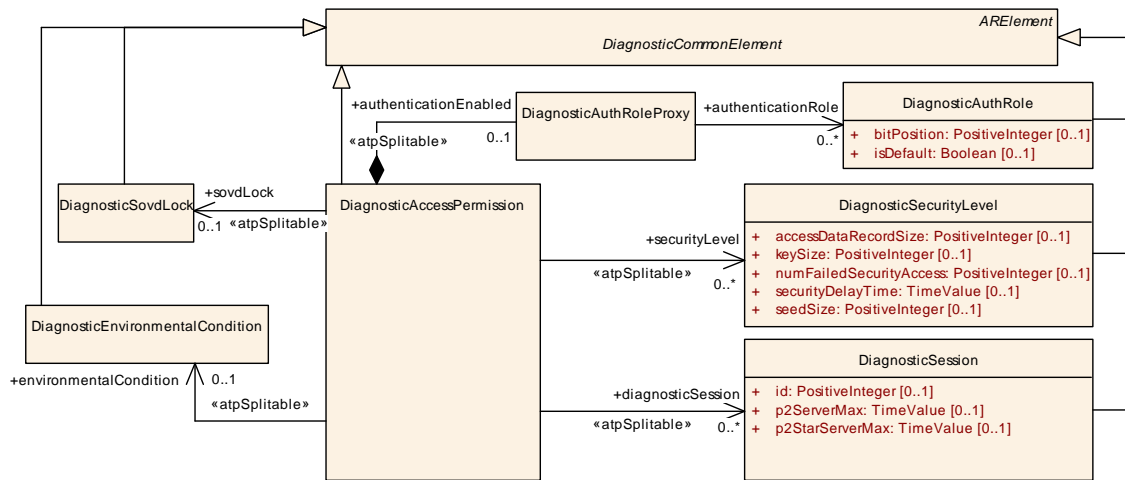 ARElement
DiagnosticCommonElement
+authenticationEnabled
0..1
«atpSplitable»
DiagnosticAuthRoleProxy
+authenticationRole
0..*
DiagnosticAuthRole
+ bitPosition: PositiveInteger [0..1]
+ isDefault: Boolean [0..1]
DiagnosticSovdLock
+sovdLock
0..1
«atpSplitable»
DiagnosticAccessPermission
+securityLevel
«atpSplitable»
0..*
DiagnosticSecurityLevel
+ accessDataRecordSize: PositiveInteger [0..1]
+ keySize: PositiveInteger [0..1]
+ numFailedSecurityAccess: PositiveInteger [0..1]
+ securityDelayTime: TimeValue [0..1]
+ seedSize: PositiveInteger [0..1]
DiagnosticEnvironmentalCondition
+environmentalCondition
0..1
«atpSplitable»
+diagnosticSession
«atpSplitable»
0..*
DiagnosticSession
+ id: PositiveInteger [0..1]
+ p2ServerMax: TimeValue [0..1]
+ p2StarServerMax: TimeValue [0..1]